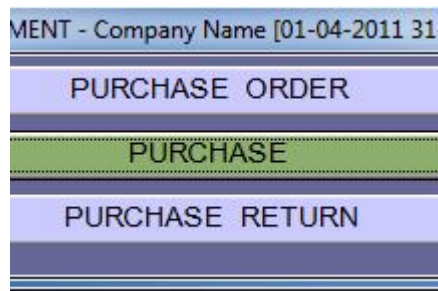 MENT - Company Name [01-04-2011 31
PURCHASE ORDER
PURCHASE
PURCHASE RETURN